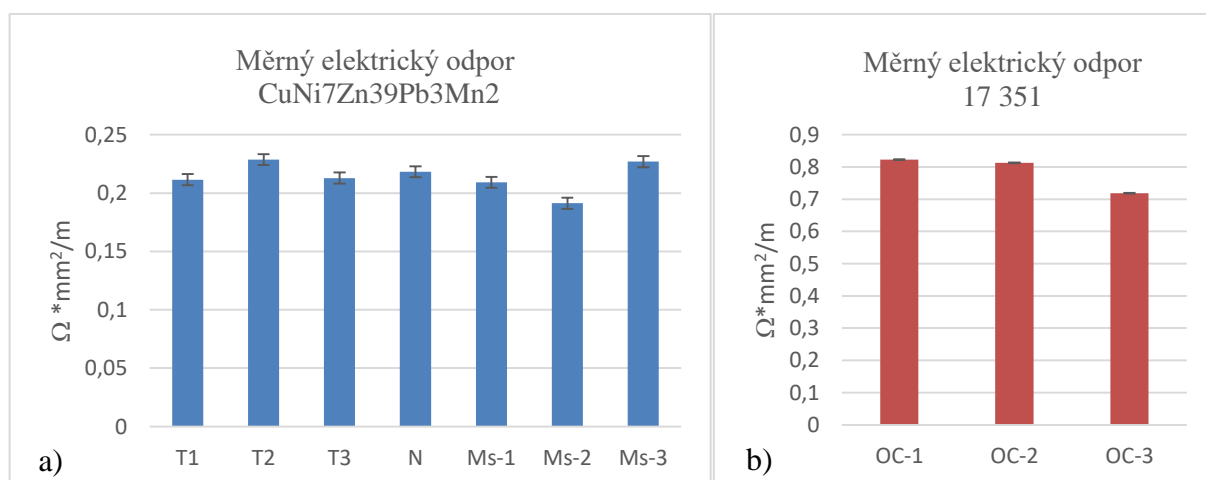 Měrný elektrický odpor
CuNi7Zn39Pb3Mn2
0,25
0,2
0,15
0,1
0,05
0
Ω *mm²/m
T1 T2 T3 N Ms-1 Ms-2 Ms-3
a)
Měrný elektrický odpor
17 351
0,9
0,8
0,7
0,6
0,5
0,4
0,3
0,2
0,1
0
Ω*mm²/m
OC-1 OC-2 OC-3
b)